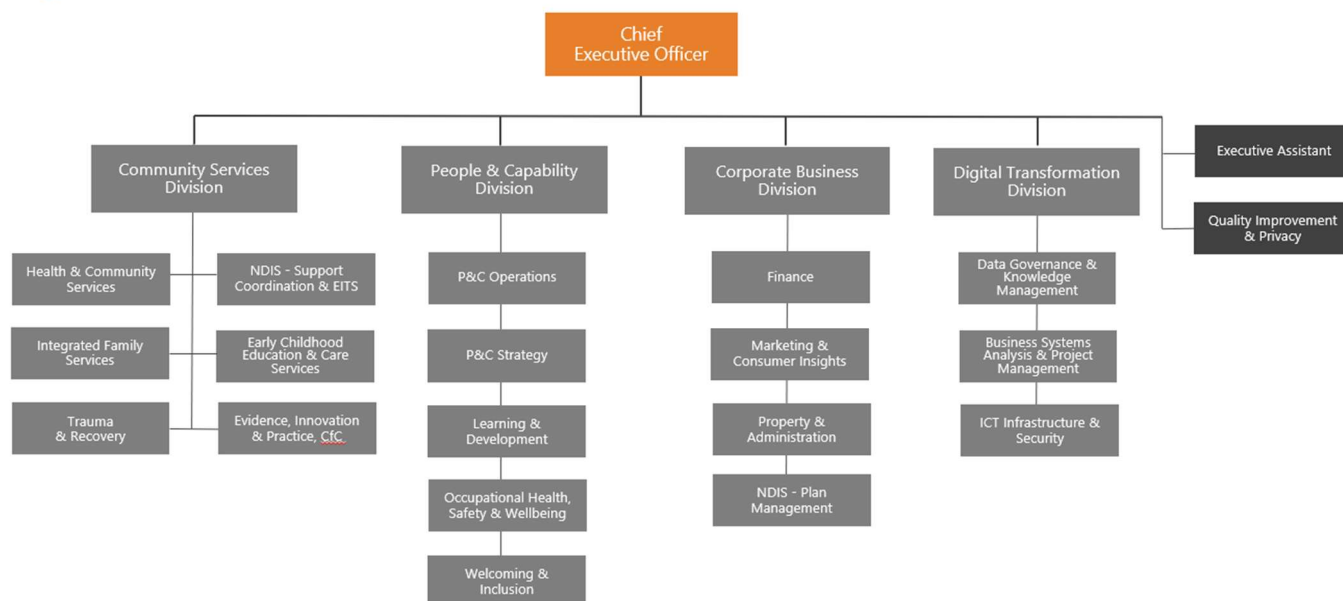 Chief
Executive Officer
Executive Assistant
Quality Improvement
& Privacy
Community Services
Division
Health & Community
Services
NDIS - Support
Coordination & EITS
Integrated Family
Services
Early Childhood
Education & Care
Services
Trauma
& Recovery
Evidence, Innovation
& Practice, CfC
People & Capability
Division
P&C Operations
P&C Strategy
Learning &
Development
Occupational Health,
Safety & Wellbeing
Welcoming &
Inclusion
Corporate Business
Division
Finance
Marketing &
Consumer Insights
Property &
Administration
NDIS - Plan
Management
Digital Transformation
Division
Data Governance &
Knowledge
Management
Business Systems
Analysis & Project
Management
ICT Infrastructure &
Security